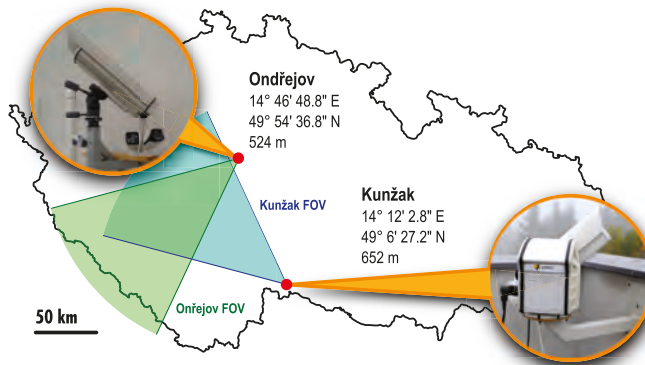 Ondřejov
14° 46' 48.8" E
49° 54' 36.8" N
524 m
Kunžak FOV
Kunžak
14° 12' 2.8" E
49° 6' 27.2" N
652 m
Onřejov FOV
50 km